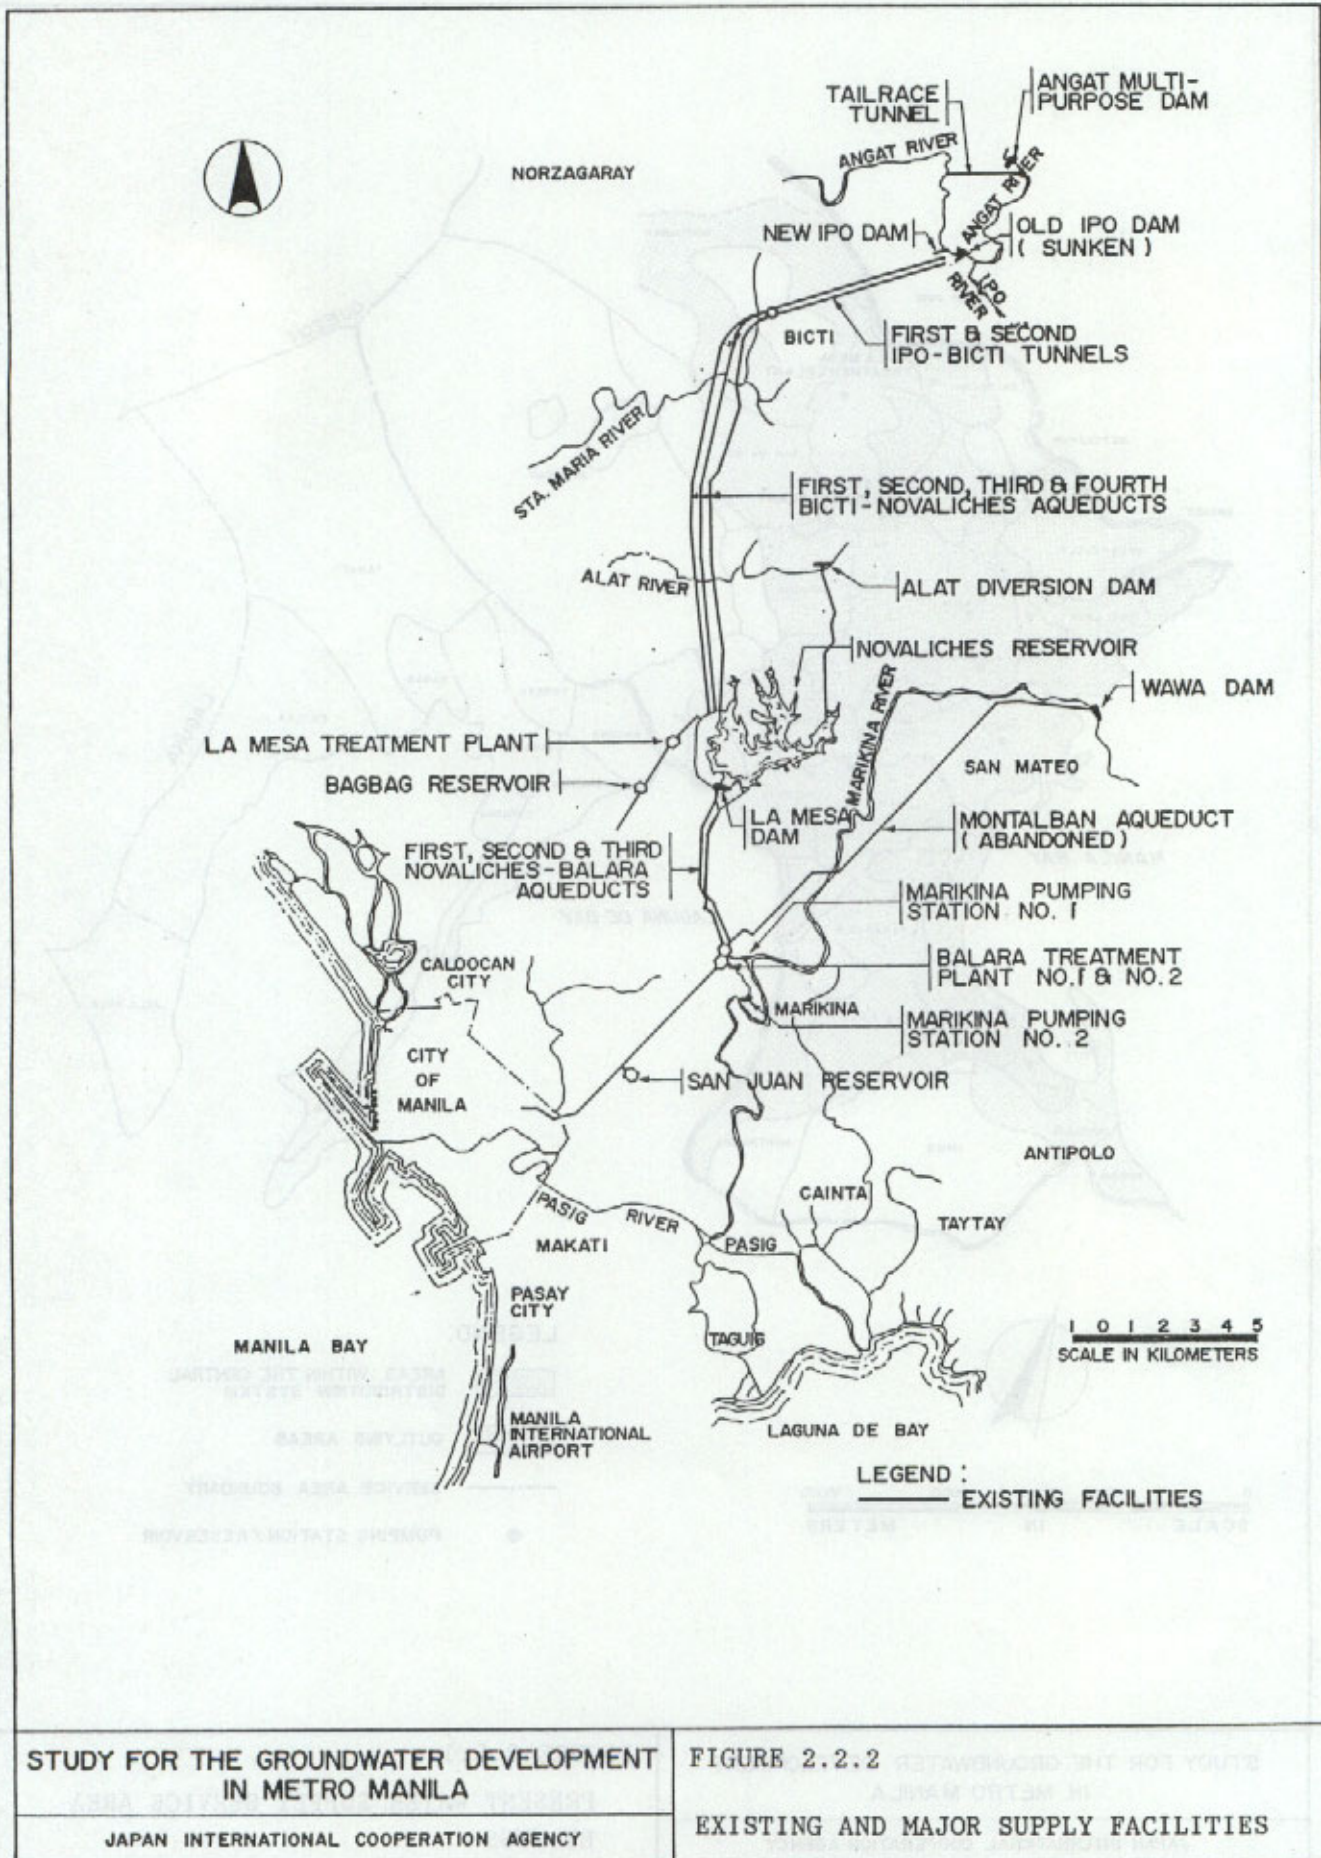 TAILRACE
TUNNEL
ANGAT MULTI-
PURPOSE DAM
ANGAT RIVER
NORZAGARAY
ANGAT RIVER
NEW IPO DAM
OLD IPO DAM
( SUNKEN )
IPO
RIVER
BICTI
FIRST & SECOND
IPO-BICTI TUNNELS
STA. MARIA RIVER
FIRST, SECOND, THIRD & FOURTH
BICTI-NOVALICHES AQUEDUCTS
ALAT RIVER
ALAT DIVERSION DAM
NOVALICHES RESERVOIR
MARIKINA RIVER
WAWA DAM
LA MESA TREATMENT PLANT
SAN MATEO
BAGBAG RESERVOIR
LA MESA
DAM
MONTALBAN AQUEDUCT
( ABANDONED )
FIRST, SECOND & THIRD
NOVALICHES-BALARA
AQUEDUCTS
MARIKINA PUMPING
STATION NO. 1
CALOOCAN
CITY
BALARA TREATMENT
PLANT NO.1 & NO. 2
MARIKINA
MARIKINA PUMPING
STATION NO. 2
CITY
OF
MANILA
SAN JUAN RESERVOIR
ANTIPOLO
CAINTA
TAYTAY
PASIG RIVER
PASIG
MAKATI
PASAY
CITY
MANILA BAY
TAGUIG
1 0 1 2 3 4 5
SCALE IN KILOMETERS
MANILA
INTERNATIONAL
AIRPORT
LAGUNA DE BAY
LEGEND :
EXISTING FACILITIES
STUDY FOR THE GROUNDWATER DEVELOPMENT
IN METRO MANILA
JAPAN INTERNATIONAL COOPERATION AGENCY
FIGURE 2.2.2
EXISTING AND MAJOR SUPPLY FACILITIES